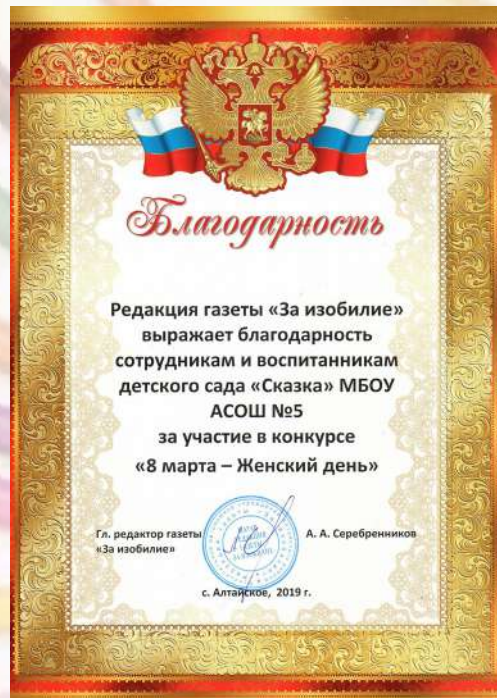 Благодарность
Редакция газеты «За изобилие»
выражает благодарность
сотрудникам и воспитанникам
детского сада «Сказка» МБОУ
АСОШ №5
за участие в конкурсе
«8 марта – Женский день»
Гл. редактор газеты
«За изобилие»
А. А. Серебренников
с. Алтайское, 2019 г.